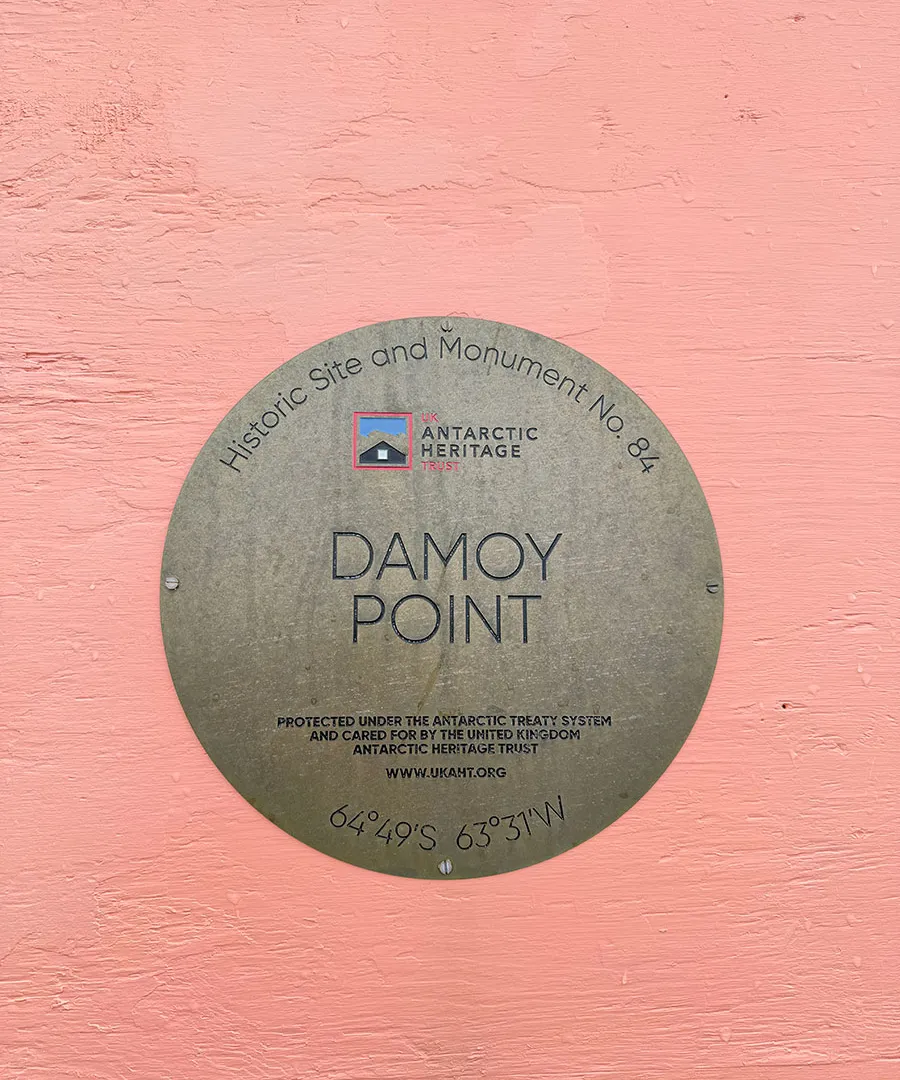 Historic Site and Monument No. 84
UK
ANTARCTIC
HERITAGE
TRUST
DAMOY
POINT
PROTECTED UNDER THE ANTARCTIC TREATY SYSTEM
AND CARED FOR BY THE UNITED KINGDOM
ANTARCTIC HERITAGE TRUST
WWW.UKAHT.ORG
64°49'S 63°31'W